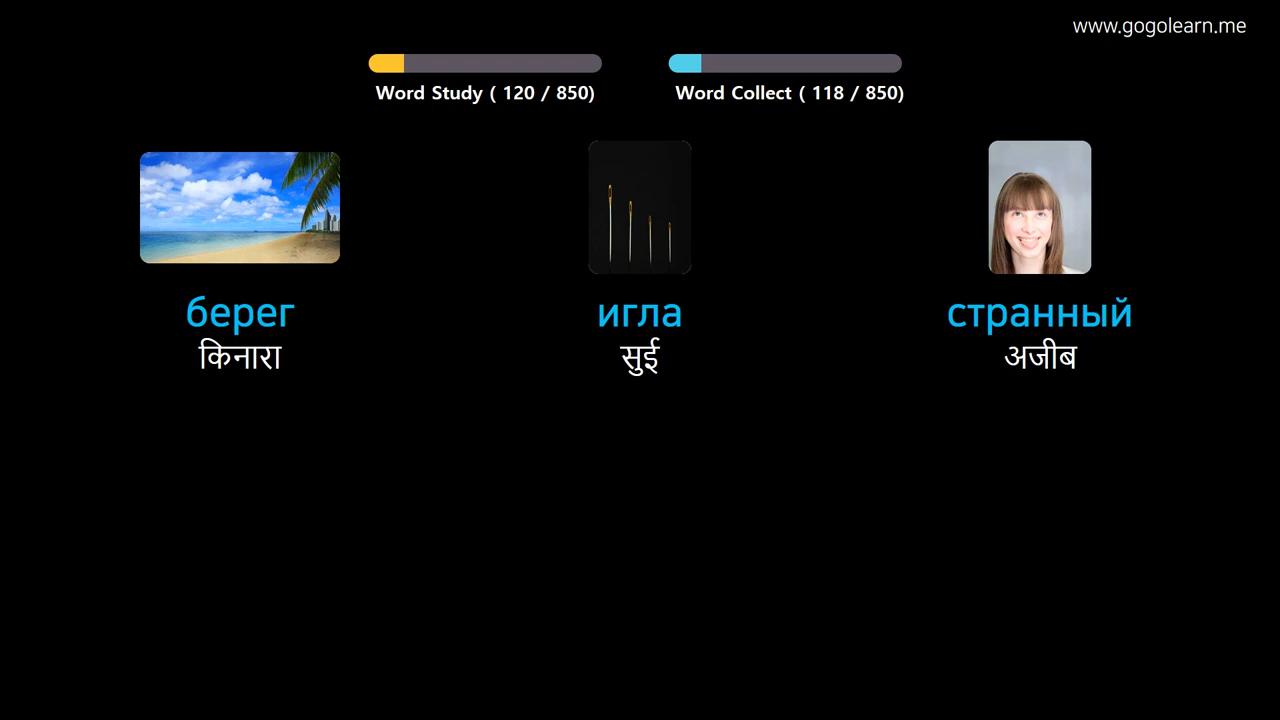 www.gogolearn.me
Word Study ( 120 / 850)
Word Collect ( 118 / 850)
берег
игла
странный
किनारा
सुई
अजीब